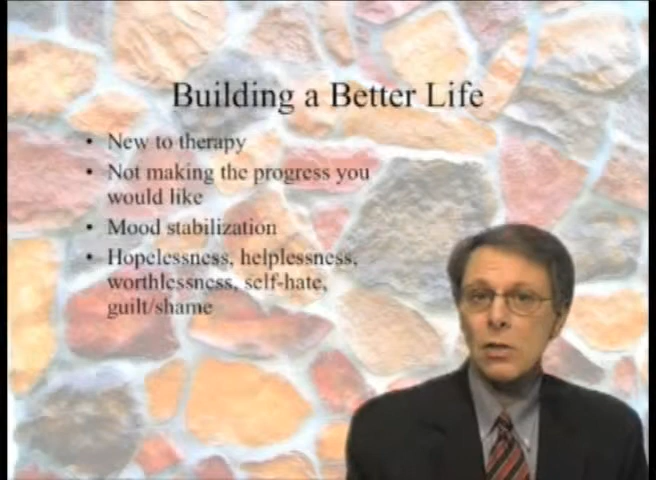 Building a Better Life
• New to therapy
• Not making the progress you
would like
• Mood stabilization
• Hopelessness, helplessness,
worthlessness, self-hate,
guilt/shame